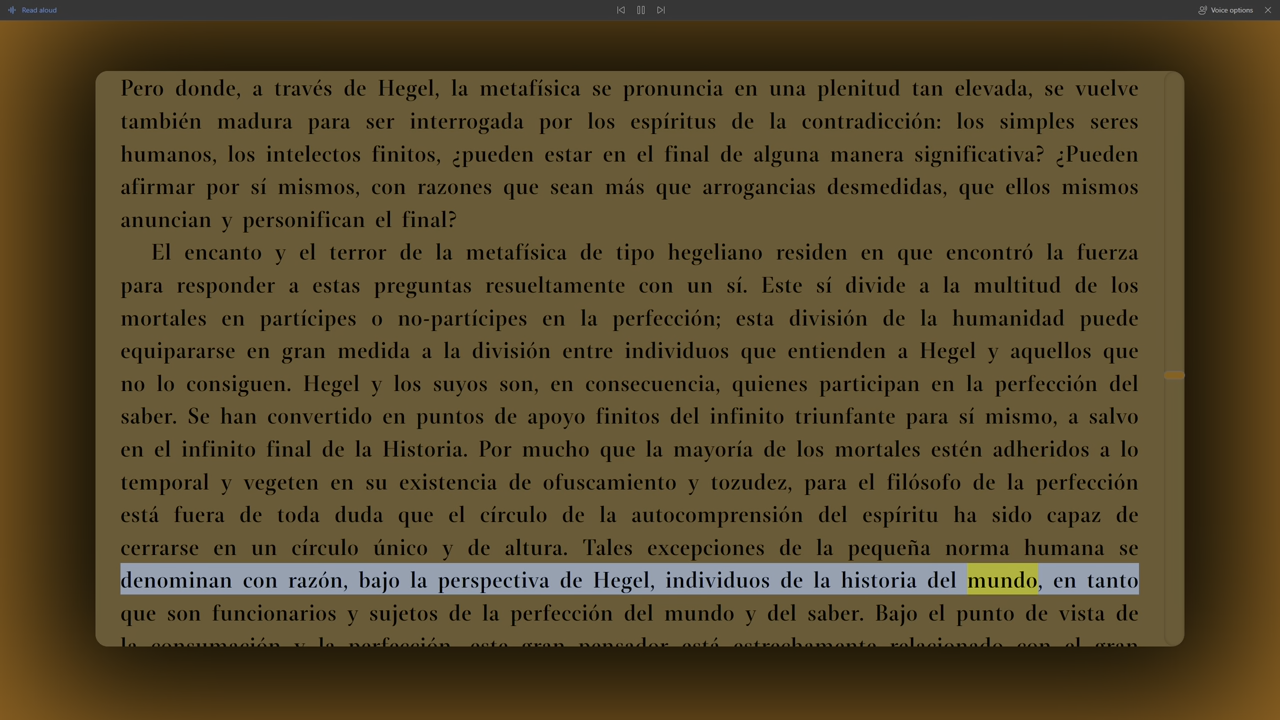 Read aloud
Voice options
Pero donde, a través de Hegel, la metafísica se pronuncia en una plenitud tan elevada, se vuelve
también madura para ser interrogada por los espíritus de la contradicción: los simples seres
humanos, los intelectos finitos, ¿pueden estar en el final de alguna manera significativa? ¿Pueden
afirmar por sí mismos, con razones que sean más que arrogancias desmedidas, que ellos mismos
anuncian y personifican el final?
El encanto y el terror de la metafísica de tipo hegeliano residen en que encontró la fuerza
para responder a estas preguntas resueltamente con un sí. Este sí divide a la multitud de los
mortales en partícipes o no-partícipes en la perfección; esta división de la humanidad puede
equipararse en gran medida a la división entre individuos que entienden a Hegel y aquellos que
no lo consiguen. Hegel y los suyos son, en consecuencia, quienes participan en la perfección del
saber. Se han convertido en puntos de apoyo finitos del infinito triunfante para sí mismo, a salvo
en el infinito final de la Historia. Por mucho que la mayoría de los mortales estén adheridos a lo
temporal y vegeten en su existencia de ofuscamiento y tozudez, para el filósofo de la perfección
está fuera de toda duda que el círculo de la autocomprensión del espíritu ha sido capaz de
cerrarse en un círculo único y de altura. Tales excepciones de la pequeña norma humana se
denominan con razón, bajo la perspectiva de Hegel, individuos de la historia del mundo, en tanto
que son funcionarios y sujetos de la perfección del mundo y del saber. Bajo el punto de vista de
la consumación y la perfección, este gran pensador está estrechamente relacionado con el gran